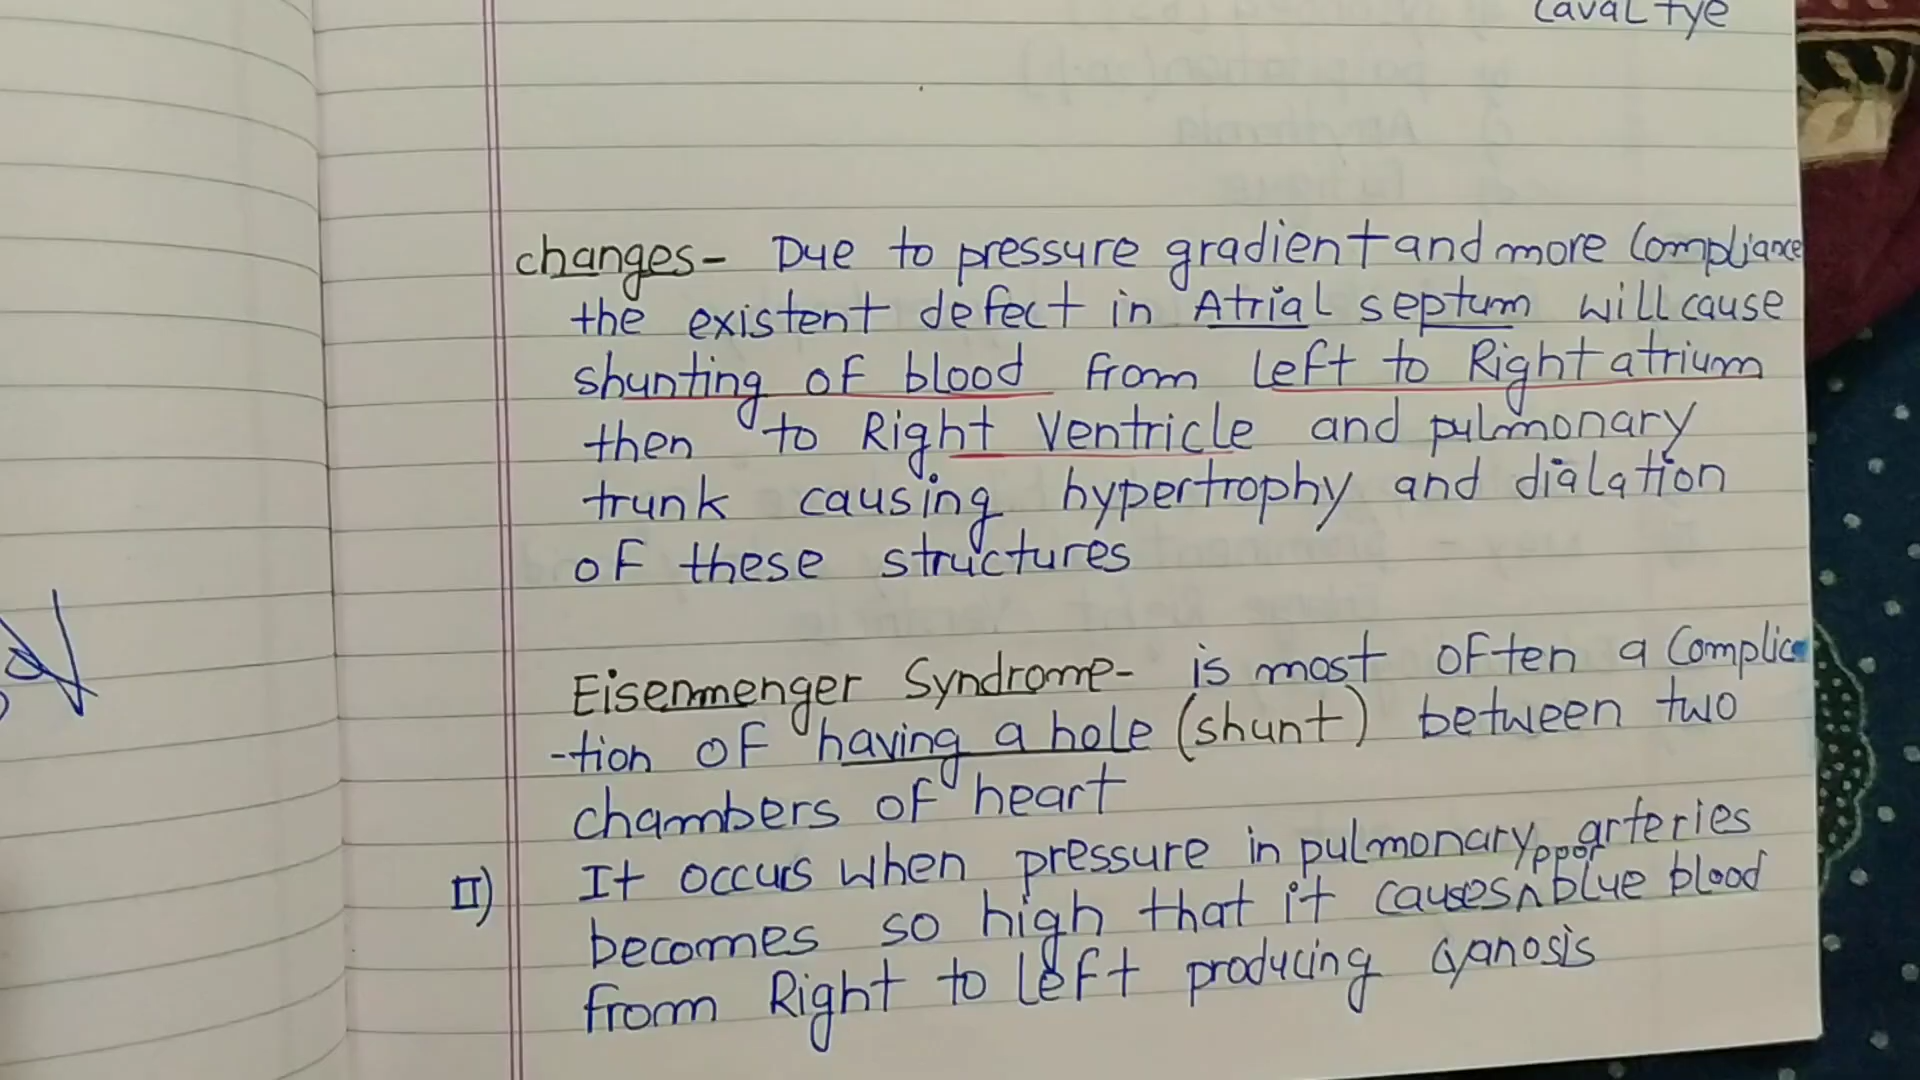 Caval tye
changes- Due to pressure gradient and more Compliance
the existent defect in Atrial septum will cause
shunting of blood from left to Right atrium
then to Right Ventricle and pulmonary
trunk causing hypertrophy and dialation
of these structures
Eisenmenger Syndrome- is most often a Complica
-tion of having a hole (shunt) between two
chambers of heart
II) It occurs when pressure in pulmonary arteries
becomes so high that it causes ^ppor blue blood
from Right to left producing cyanosis